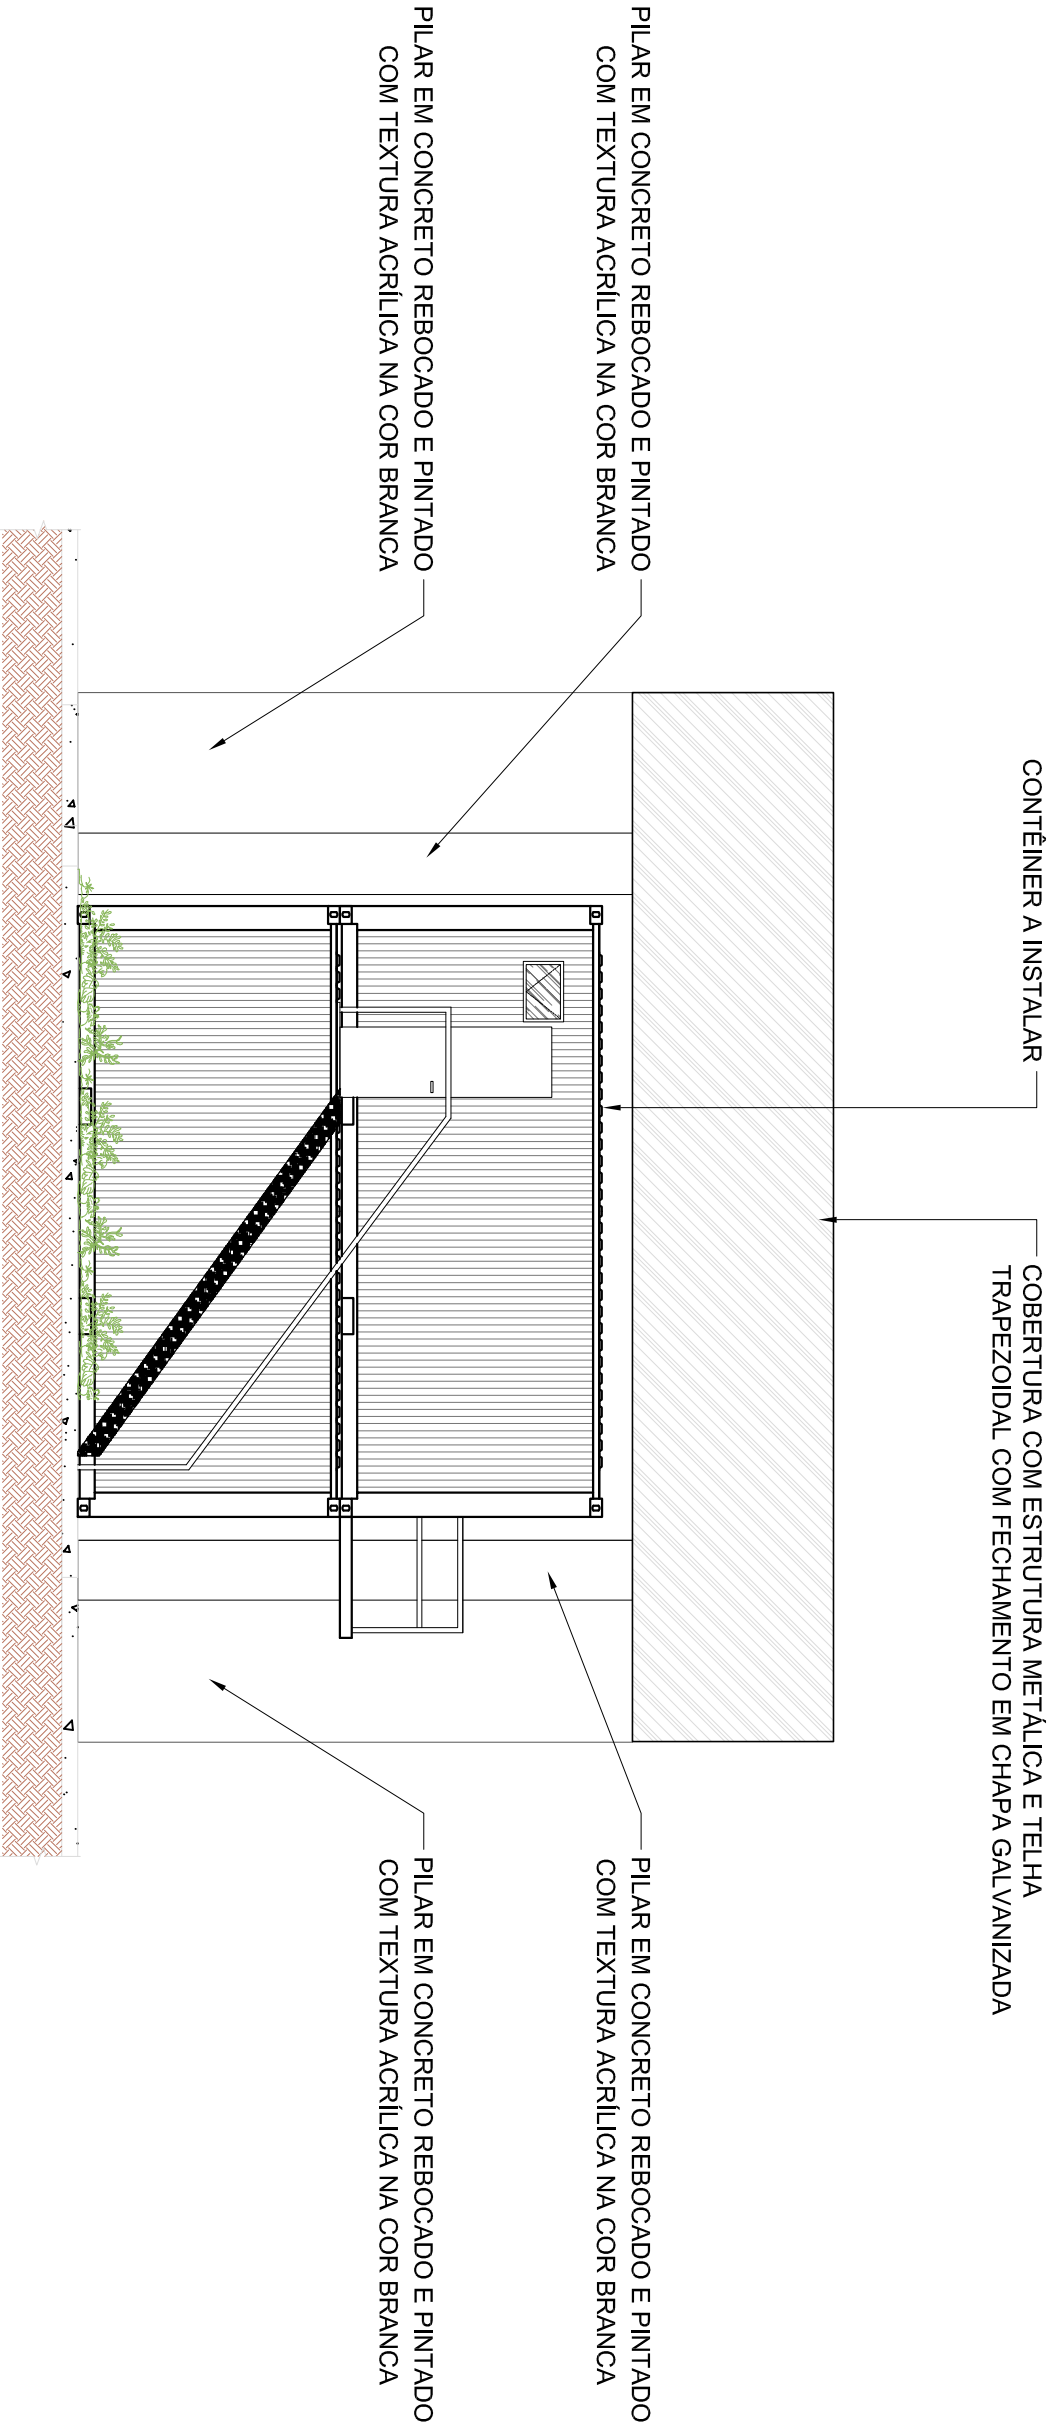 CONTÊINER A INSTALAR
COBERTURA COM ESTRUTURA METÁLICA E TELHA
TRAPEZOIDAL COM FECHAMENTO EM CHAPA GALVANIZADA
PILAR EM CONCRETO REBOCADO E PINTADO
COM TEXTURA ACRÍLICA NA COR BRANCA
PILAR EM CONCRETO REBOCADO E PINTADO
COM TEXTURA ACRÍLICA NA COR BRANCA
PILAR EM CONCRETO REBOCADO E PINTADO
COM TEXTURA ACRÍLICA NA COR BRANCA
PILAR EM CONCRETO REBOCADO E PINTADO
COM TEXTURA ACRÍLICA NA COR BRANCA